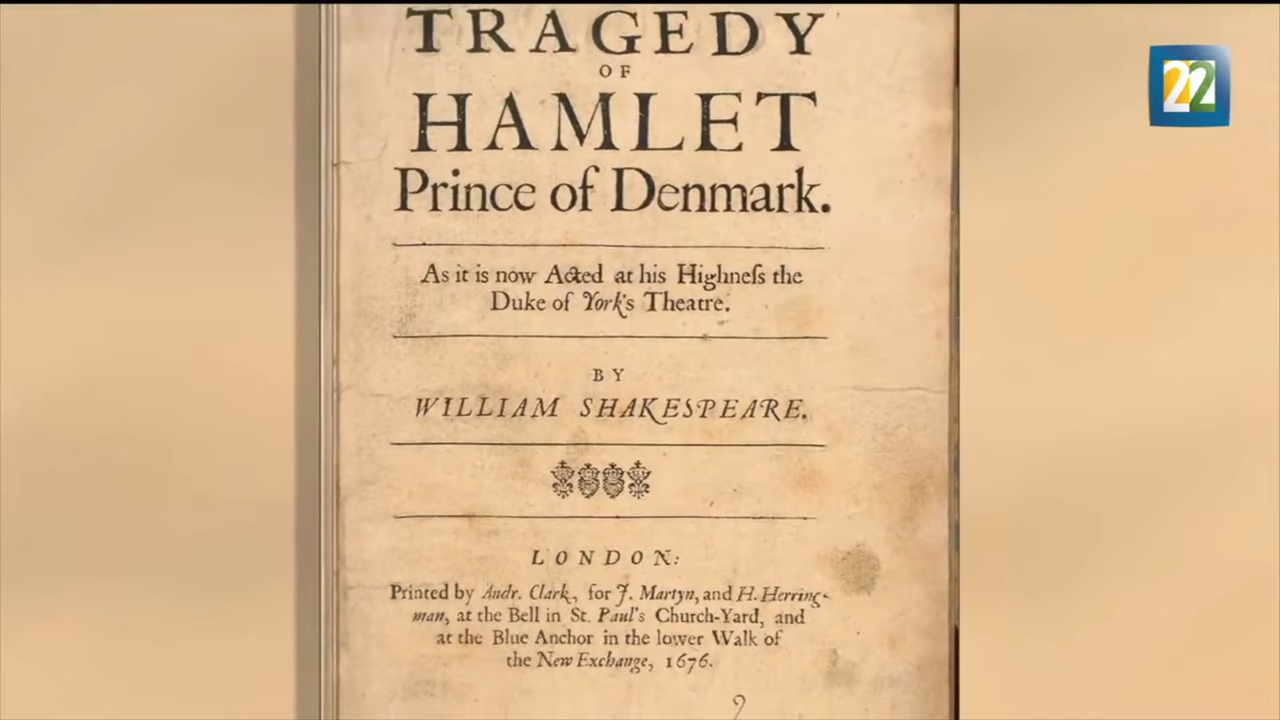 TRAGEDY
OF
HAMLET
Prince of Denmark.
As it is now Acted at his Highneſs the
Duke of York's Theatre.
BY
WILLIAM SHAKESPEARE.
LONDON:
Printed by Andr. Clark, for J. Martyn, and H. Herring-
man, at the Bell in St. Paul's Church-Yard, and
at the Blue Anchor in the lower Walk of
the New Exchange, 1676.
22